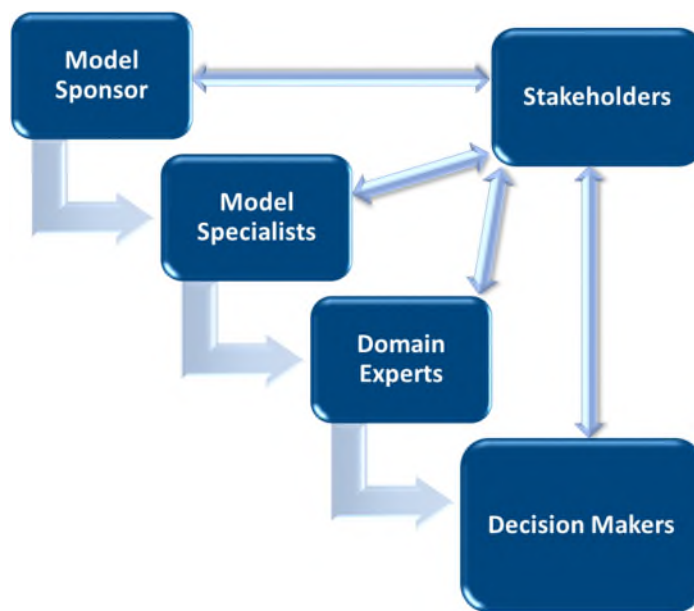 Model
Sponsor
Stakeholders
Model
Specialists
Domain
Experts
Decision Makers